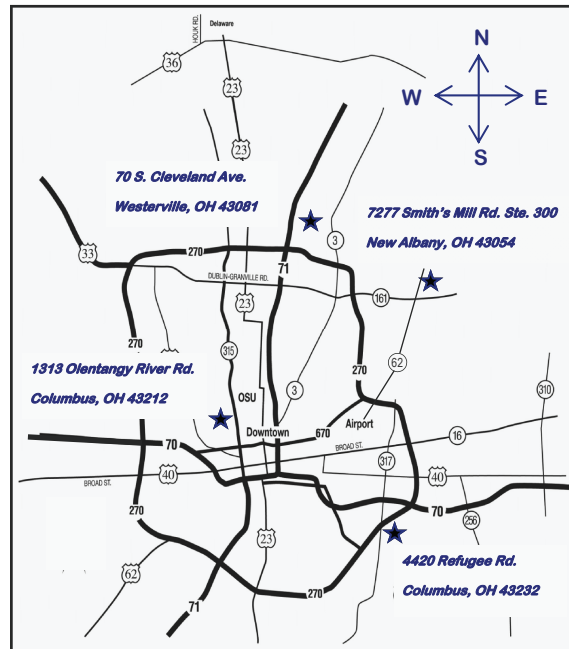 HOUK RD.
Delaware
36
23
N
W
E
S
23
70 S. Cleveland Ave.
Westerville, OH 43081
7277 Smith's Mill Rd. Ste. 300
New Albany, OH 43054
33
270
71
3
DUBLIN-GRANVILLE RD.
23
161
270
315
270
62
1313 Olentangy River Rd.
Columbus, OH 43212
OSU
3
310
Downtown
670
Airport
70
16
BROAD ST.
317
40
BROAD ST.
40
270
70
256
23
62
4420 Refugee Rd.
Columbus, OH 43232
270
71